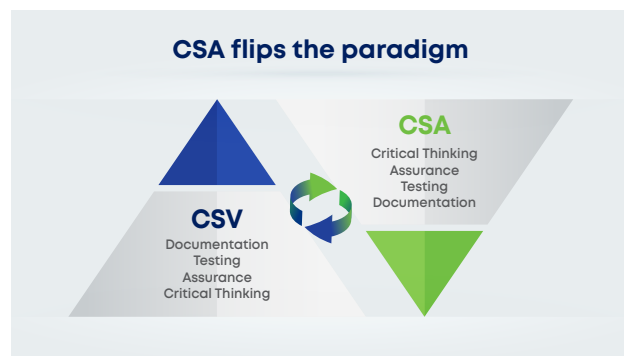 CSA flips the paradigm
CSV
Documentation
Testing
Assurance
Critical Thinking
CSA
Critical Thinking
Assurance
Testing
Documentation